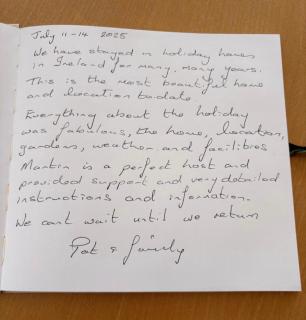 July 11-14 2025
We have stayed in holiday homes
in Ireland for many, many years.
This is the most beautiful home
and location to date
Everything about the holiday
was fabulous, the home, location,
gardens, weather and facilities
Martin is a perfect host and
provided support and very detailed
instructions and information.
We cant wait until we return
Pat & Family